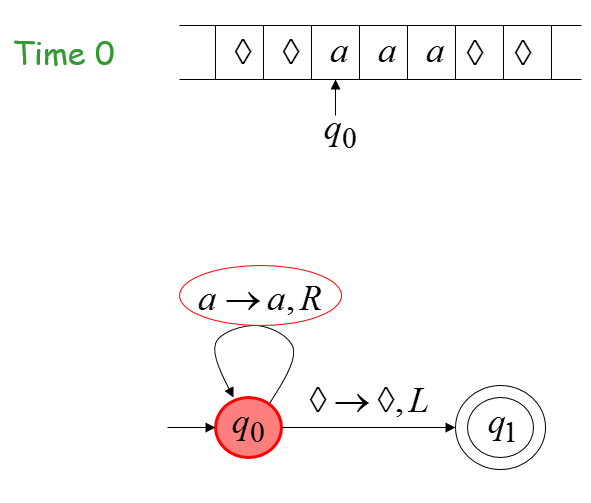 Time 0
◊ ◊ a a a ◊ ◊
q₀
a → a, R
◊ → ◊, L
q₀ q₁